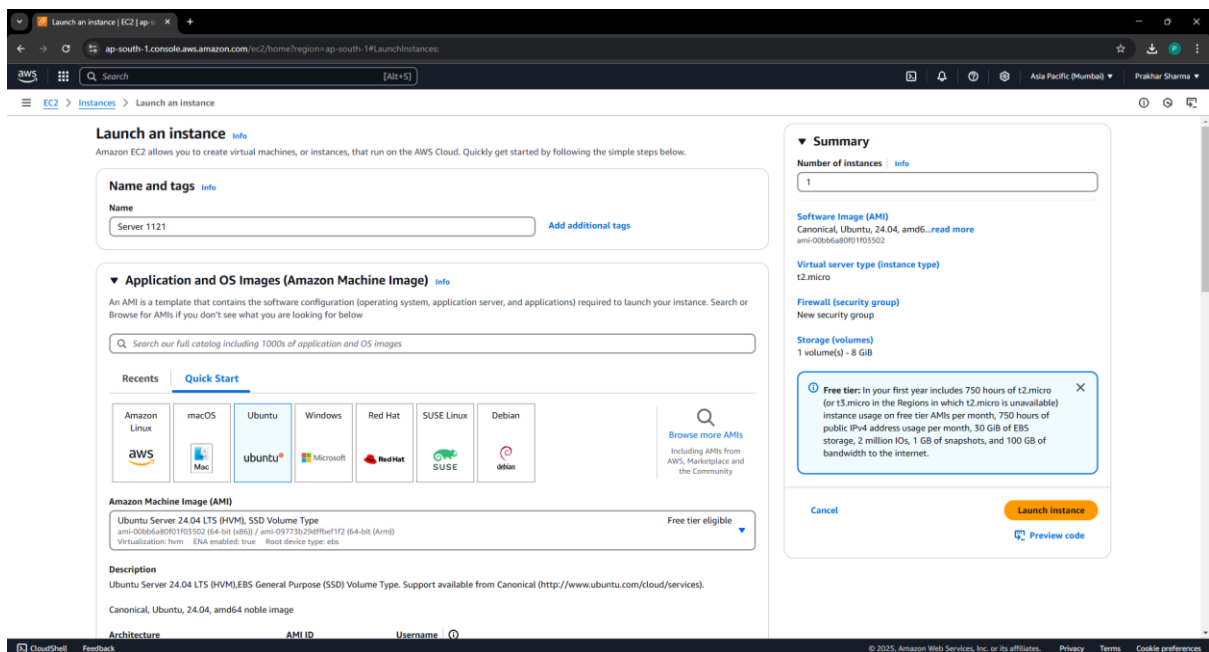 Launch an instance | EC2 | ap-s
ap-south-1.console.aws.amazon.com/ec2/home?region=ap-south-1#LaunchInstances:
P
aws
Search
[Alt+S]
Asia Pacific (Mumbai)
Prakhar Sharma
EC2 > Instances > Launch an instance
Launch an instance Info
Amazon EC2 allows you to create virtual machines, or instances, that run on the AWS Cloud. Quickly get started by following the simple steps below.
Name and tags Info
Name
Server 1121
Add additional tags
Application and OS Images (Amazon Machine Image) Info
An AMI is a template that contains the software configuration (operating system, application server, and applications) required to launch your instance. Search or
Browse for AMIs if you don't see what you are looking for below
Search our full catalog including 1000s of application and OS images
Recents
Quick Start
Amazon
Linux
aws
macOS
Mac
Ubuntu
ubuntu
Windows
Microsoft
Red Hat
Red Hat
SUSE Linux
SUSE
Debian
debian
Browse more AMIs
Including AMIs from
AWS, Marketplace and
the Community
Amazon Machine Image (AMI)
Ubuntu Server 24.04 LTS (HVM), SSD Volume Type
Free tier eligible
ami-00bb6a80f01f03502 (64-bit (x86)) / ami-09773b29dffbef1f2 (64-bit (Arm))
Virtualization: hvm ENA enabled: true Root device type: ebs
Description
Ubuntu Server 24.04 LTS (HVM),EBS General Purpose (SSD) Volume Type. Support available from Canonical (http://www.ubuntu.com/cloud/services).
Canonical, Ubuntu, 24.04, amd64 noble image
Architecture
AMI ID
Username
Summary
Number of instances Info
1
Software Image (AMI)
Canonical, Ubuntu, 24.04, amd6...read more
ami-00bb6a80f01f03502
Virtual server type (instance type)
t2.micro
Firewall (security group)
New security group
Storage (volumes)
1 volume(s) - 8 GiB
Free tier: In your first year includes 750 hours of t2.micro
(or t3.micro in the Regions in which t2.micro is unavailable)
instance usage on free tier AMIs per month, 750 hours of
public IPv4 address usage per month, 30 GiB of EBS
storage, 2 million IOs, 1 GB of snapshots, and 100 GB of
bandwidth to the internet.
Cancel
Launch instance
Preview code
CloudShell
Feedback
© 2025, Amazon Web Services, Inc. or its affiliates.
Privacy
Terms
Cookie preferences